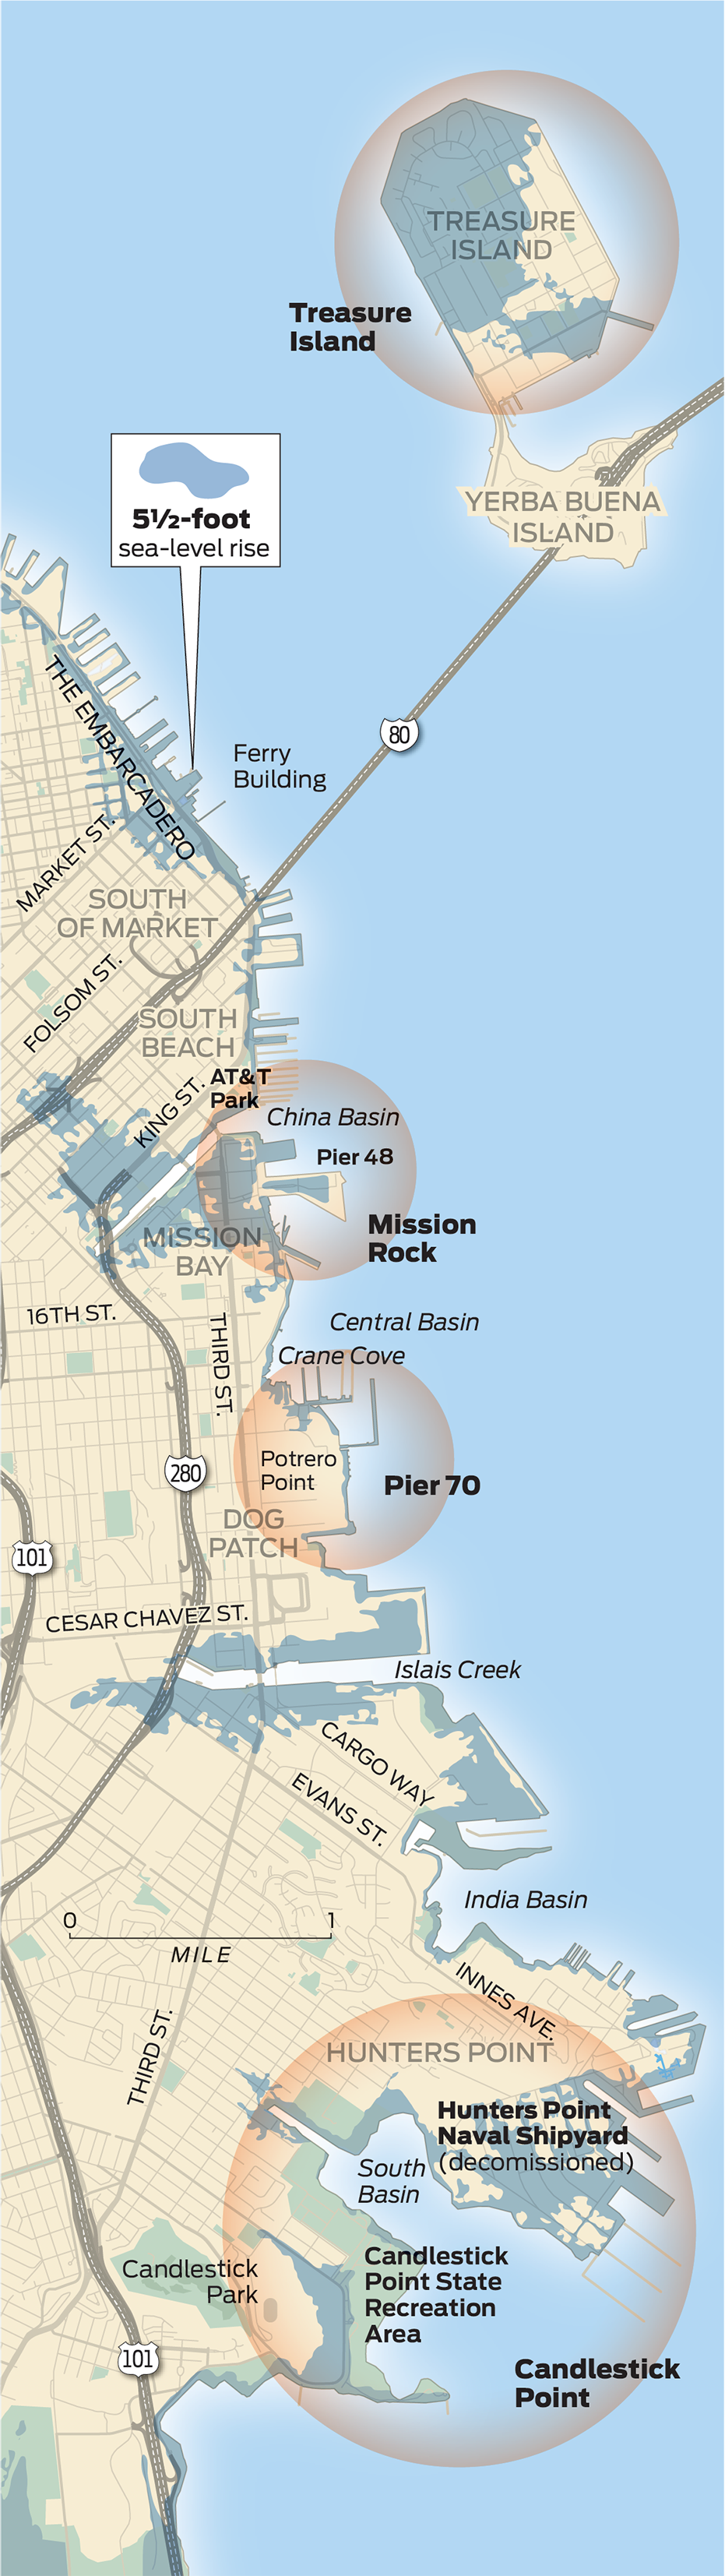 TREASURE
ISLAND
Treasure
Island
YERBA BUENA
ISLAND
5½-foot
sea-level rise
THE EMBARCADERO
80
Ferry
Building
MARKET ST.
SOUTH
OF MARKET
FOLSOM ST.
SOUTH
BEACH
KING ST.
AT&T
Park
China Basin
Pier 48
Mission
Rock
MISSION
BAY
16TH ST.
THIRD ST.
Central Basin
Crane Cove
280
Potrero
Point
Pier 70
DOG
PATCH
101
CESAR CHAVEZ ST.
Islais Creek
CARGO WAY
EVANS ST.
India Basin
0 1
MILE
INNES AVE.
THIRD ST.
HUNTERS POINT
Hunters Point
Naval Shipyard
(decomissioned)
South
Basin
Candlestick
Park
Candlestick
Point State
Recreation
Area
101
Candlestick
Point